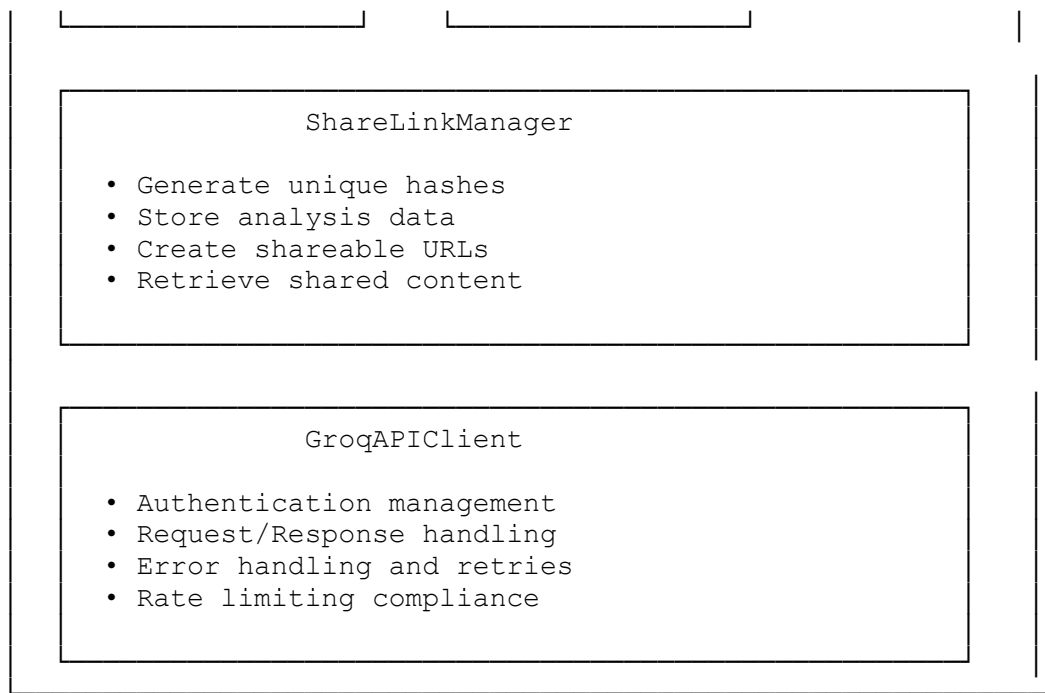 ShareLinkManager
• Generate unique hashes
• Store analysis data
• Create shareable URLs
• Retrieve shared content
GroqAPIClient
• Authentication management
• Request/Response handling
• Error handling and retries
• Rate limiting compliance